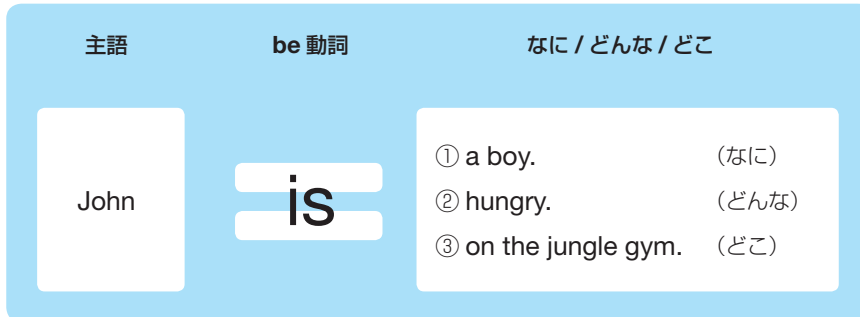 主語 be 動詞 なに / どんな / どこ
John is
① a boy. （なに）
② hungry. （どんな）
③ on the jungle gym. （どこ）